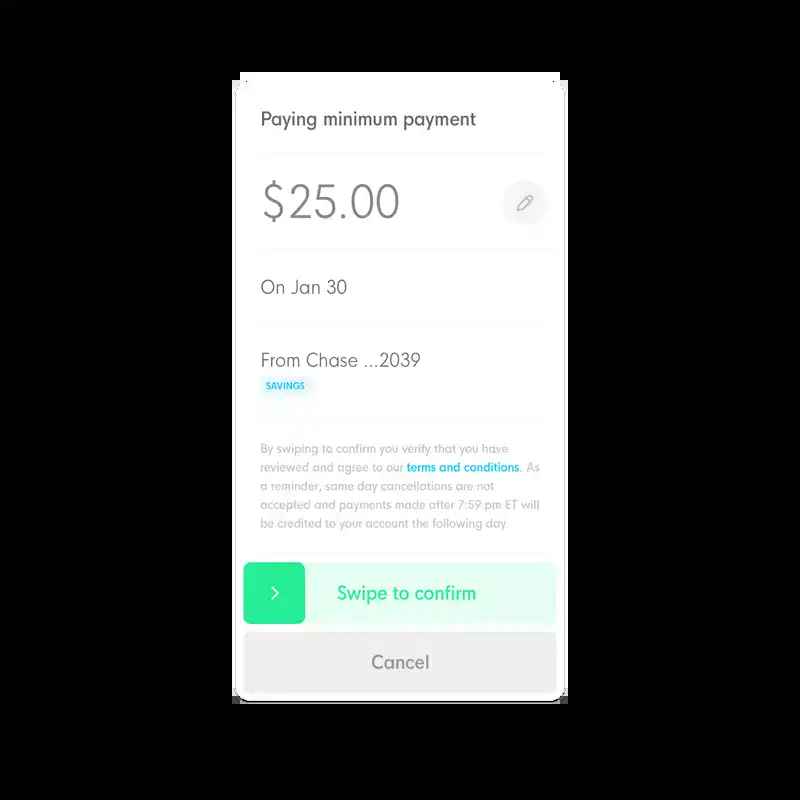 Paying minimum payment
$25.00
On Jan 30
From Chase ...2039
SAVINGS
By swiping to confirm you verify that you have
reviewed and agree to our terms and conditions. As
a reminder, same day cancellations are not
accepted and payments made after 7:59 pm ET will
be credited to your account the following day.
Swipe to confirm
Cancel